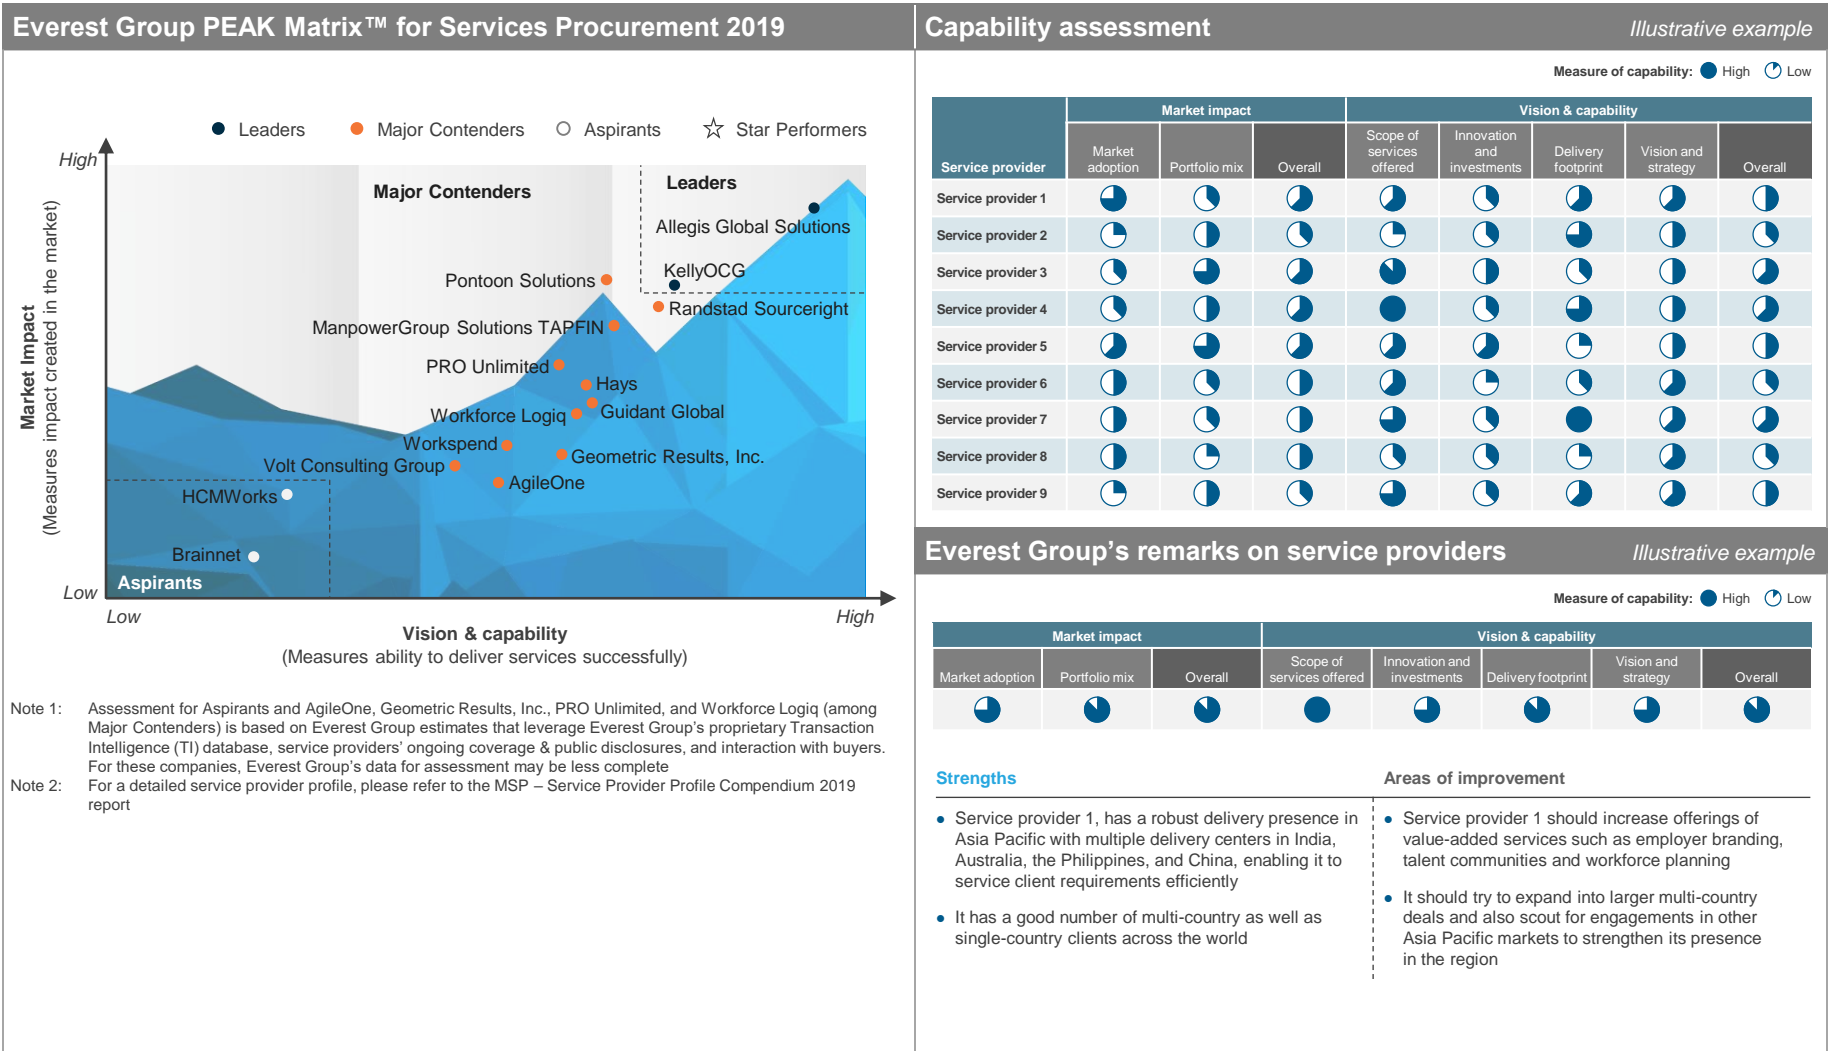 Everest Group PEAK Matrix™ for Services Procurement 2019
Leaders
Major Contenders
Aspirants
Star Performers
High
Major Contenders
Leaders
Allegis Global Solutions
KellyOCG
Pontoon Solutions
Randstad Sourceright
ManpowerGroup Solutions TAPFIN
PRO Unlimited
Hays
Guidant Global
Workforce Logiq
Workspend
Geometric Results, Inc.
Volt Consulting Group
AgileOne
HCMWorks
Brainnet
Aspirants
Market Impact
(Measures impact created in the market)
Low
Low
High
Vision & capability
(Measures ability to deliver services successfully)
Note 1: Assessment for Aspirants and AgileOne, Geometric Results, Inc., PRO Unlimited, and Workforce Logiq (among
Major Contenders) is based on Everest Group estimates that leverage Everest Group's proprietary Transaction
Intelligence (TI) database, service providers' ongoing coverage & public disclosures, and interaction with buyers.
For these companies, Everest Group's data for assessment may be less complete
Note 2: For a detailed service provider profile, please refer to the MSP – Service Provider Profile Compendium 2019
report
Capability assessment
Illustrative example
Measure of capability: High Low
Market impact
Vision & capability
Service provider
Market
adoption
Portfolio mix
Overall
Scope of
services
offered
Innovation
and
investments
Delivery
footprint
Vision and
strategy
Overall
Service provider 1
Service provider 2
Service provider 3
Service provider 4
Service provider 5
Service provider 6
Service provider 7
Service provider 8
Service provider 9
Everest Group's remarks on service providers
Illustrative example
Measure of capability: High Low
Market impact
Vision & capability
Market adoption
Portfolio mix
Overall
Scope of
services offered
Innovation and
investments
Delivery footprint
Vision and
strategy
Overall
Strengths
● Service provider 1, has a robust delivery presence in
Asia Pacific with multiple delivery centers in India,
Australia, the Philippines, and China, enabling it to
service client requirements efficiently
● It has a good number of multi-country as well as
single-country clients across the world
Areas of improvement
● Service provider 1 should increase offerings of
value-added services such as employer branding,
talent communities and workforce planning
● It should try to expand into larger multi-country
deals and also scout for engagements in other
Asia Pacific markets to strengthen its presence
in the region